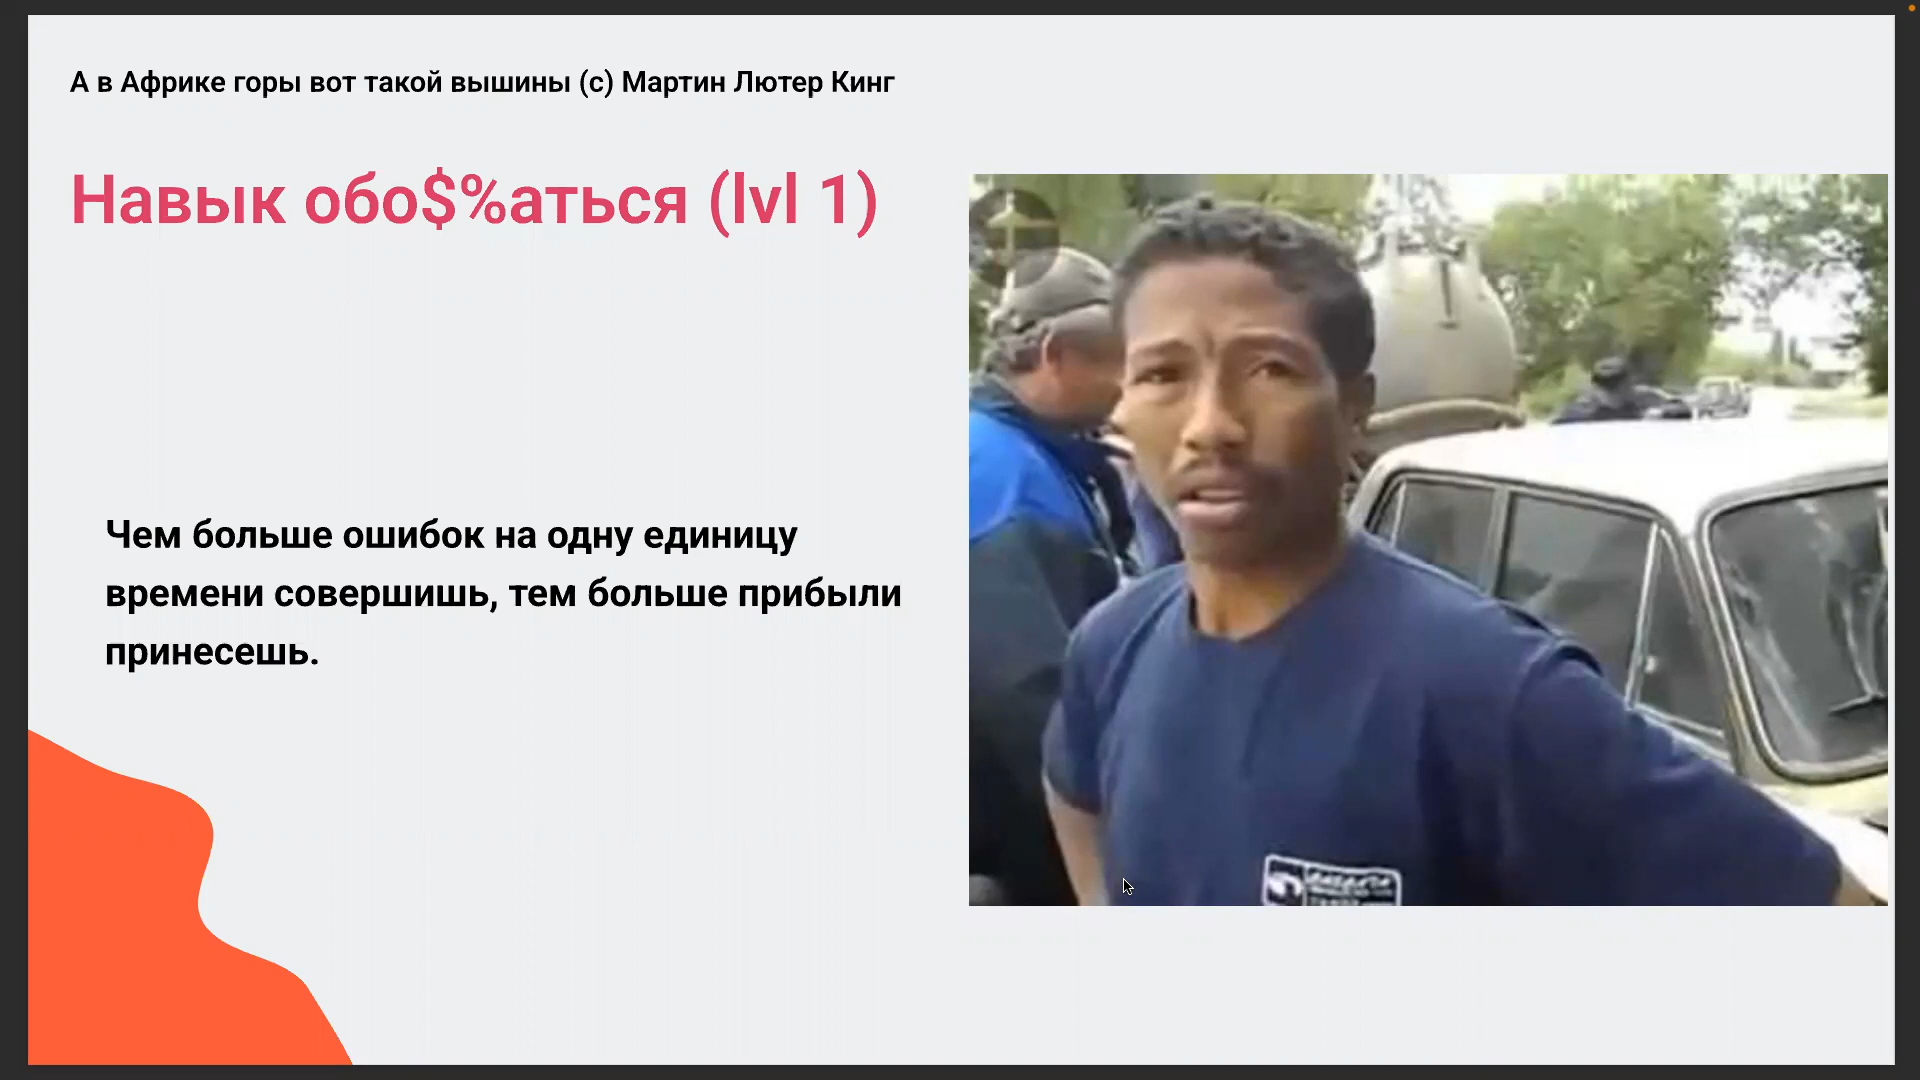 А в Африке горы вот такой вышины (с) Мартин Лютер Кинг
Навык обо$%аться (lvl 1)
Чем больше ошибок на одну единицу
времени совершишь, тем больше прибыли
принесешь.